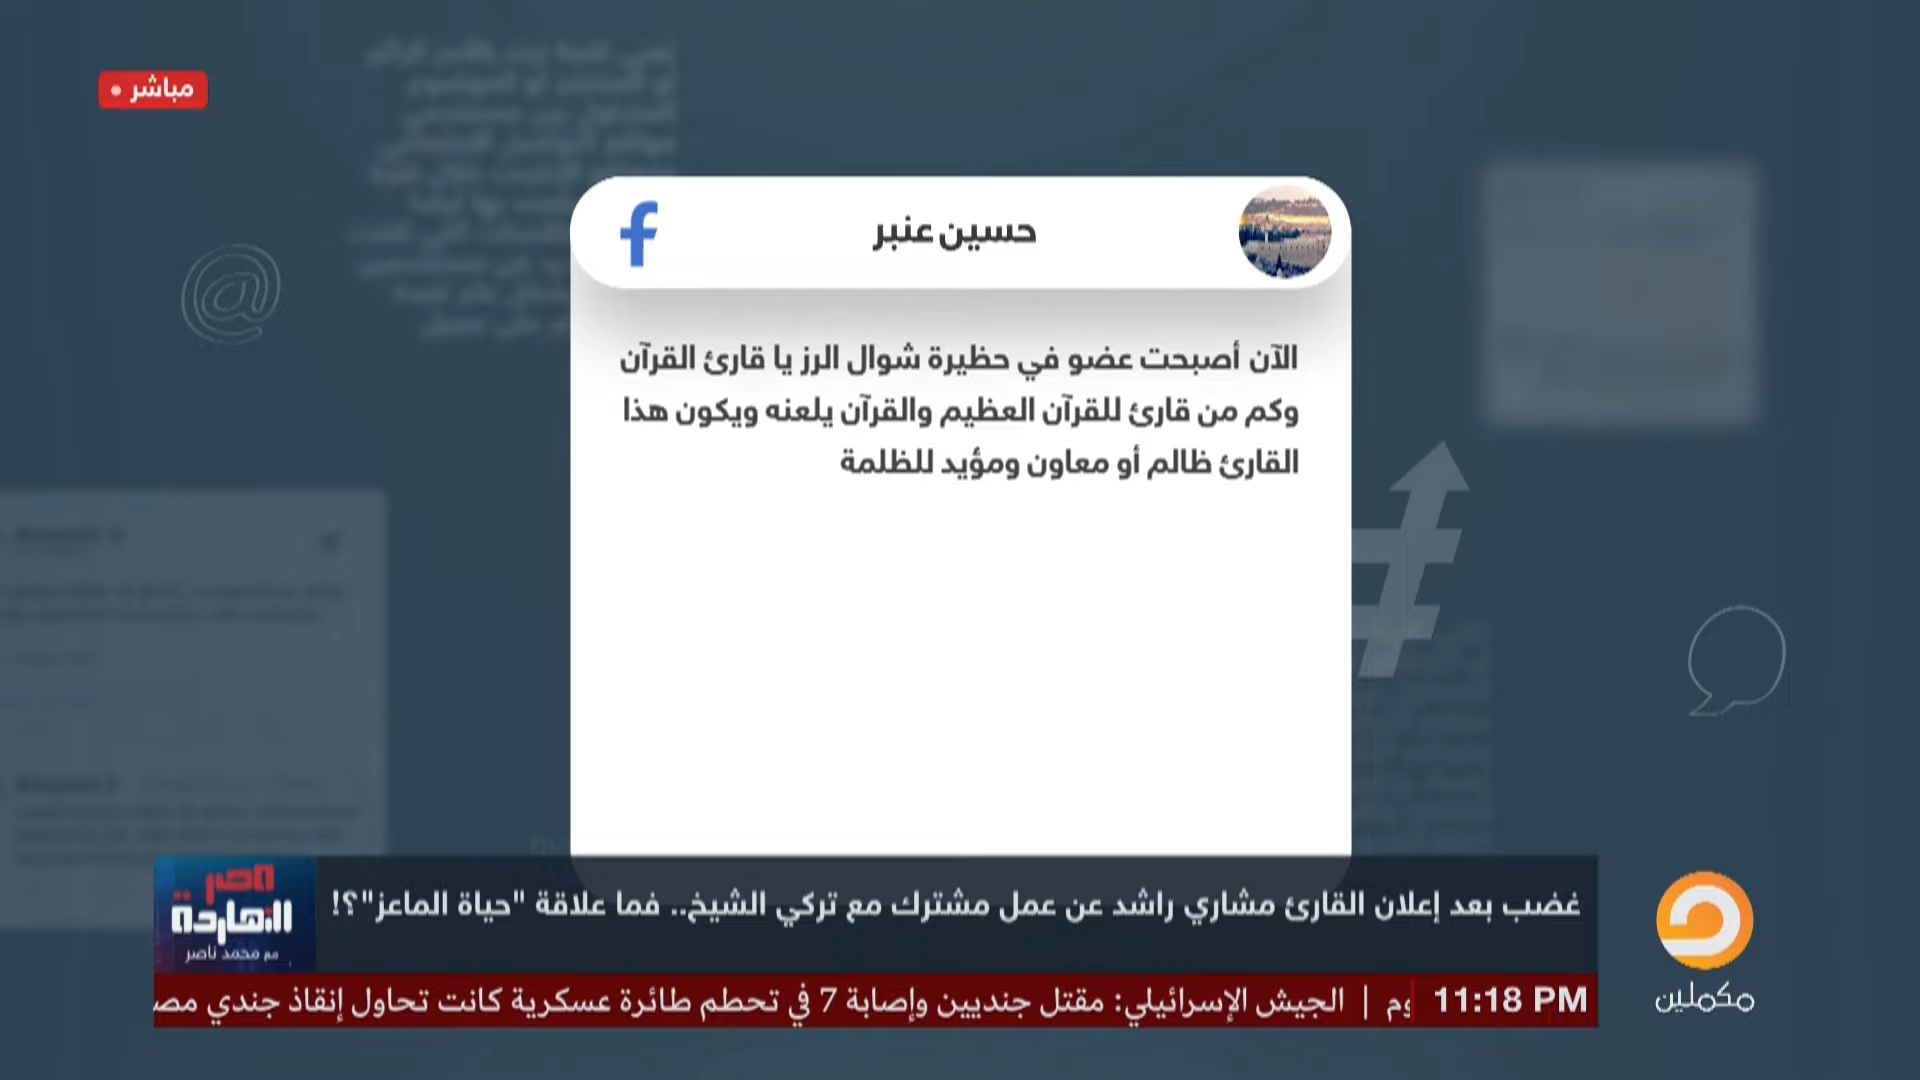 مباشر
حسين عنبر
الآن أصبحت عضو في حظيرة شوال الرز يا قارئ القرآن
وكم من قارئ للقرآن العظيم والقرآن يلعنه ويكون هذا
القارئ ظالم أو معاون ومؤيد للظلمة
مصر
النهاردة
مع محمد ناصر
غضب بعد إعلان القارئ مشاري راشد عن عمل مشترك مع تركي الشيخ.. فما علاقة "حياة الماعز"؟!
11:18 PM وم | الجيش الإسرائيلي: مقتل جنديين وإصابة 7 في تحطم طائرة عسكرية كانت تحاول إنقاذ جندي مص
مكملين